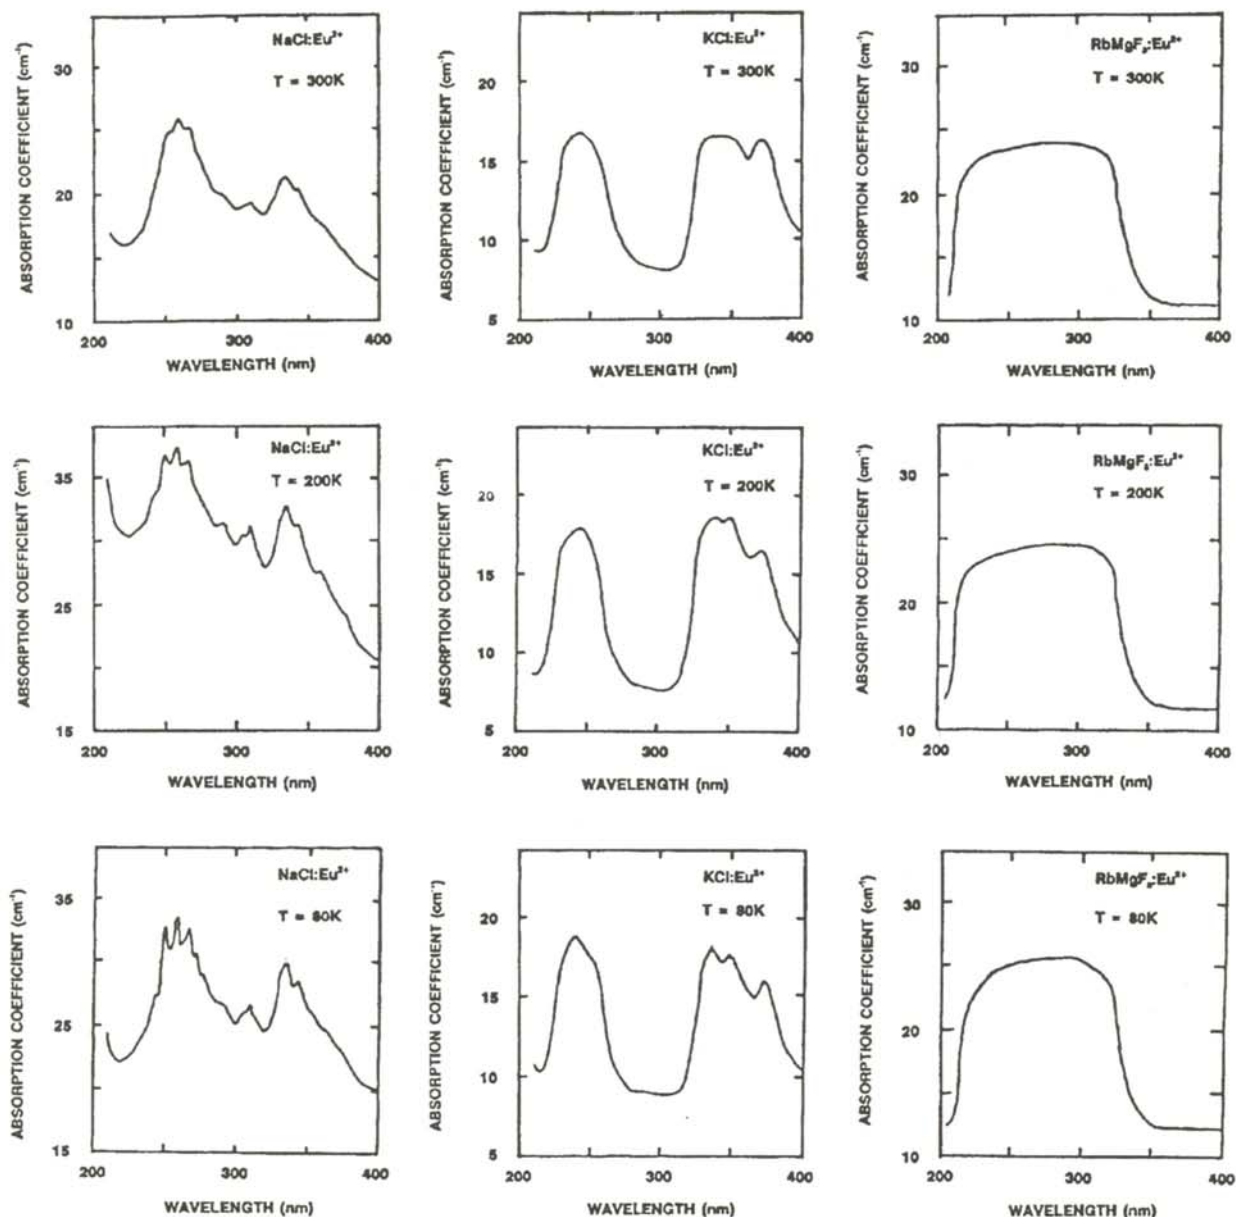 ABSORPTION COEFFICIENT (cm⁻¹)
NaCl:Eu²⁺
T = 300K
30
20
10
200
300
400
WAVELENGTH (nm)
ABSORPTION COEFFICIENT (cm⁻¹)
KCl:Eu²⁺
T = 300K
20
15
10
5
200
300
400
WAVELENGTH (nm)
ABSORPTION COEFFICIENT (cm⁻¹)
RbMgF₃:Eu²⁺
T = 300K
30
20
10
200
300
400
WAVELENGTH (nm)
ABSORPTION COEFFICIENT (cm⁻¹)
NaCl:Eu²⁺
T = 200K
35
25
15
200
300
400
WAVELENGTH (nm)
ABSORPTION COEFFICIENT (cm⁻¹)
KCl:Eu²⁺
T = 200K
20
15
10
5
200
300
400
WAVELENGTH (nm)
ABSORPTION COEFFICIENT (cm⁻¹)
RbMgF₃:Eu²⁺
T = 200K
30
20
10
200
300
400
WAVELENGTH (nm)
ABSORPTION COEFFICIENT (cm⁻¹)
NaCl:Eu²⁺
T = 80K
35
25
15
200
300
400
WAVELENGTH (nm)
ABSORPTION COEFFICIENT (cm⁻¹)
KCl:Eu²⁺
T = 80K
20
15
10
5
200
300
400
WAVELENGTH (nm)
ABSORPTION COEFFICIENT (cm⁻¹)
RbMgF₃:Eu²⁺
T = 80K
30
20
10
200
300
400
WAVELENGTH (nm)